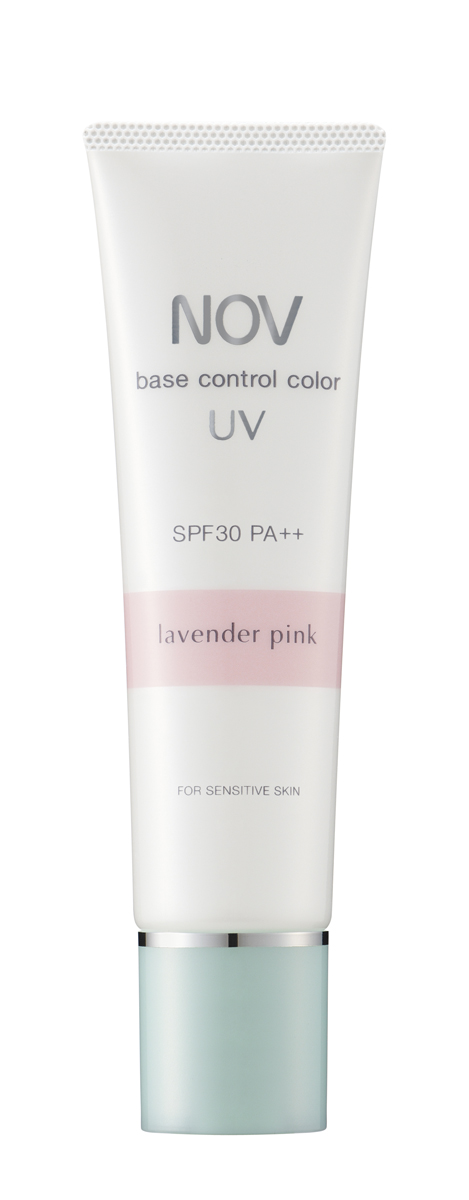 NOV
base control color
UV
SPF30 PA++
lavender pink
FOR SENSITIVE SKIN